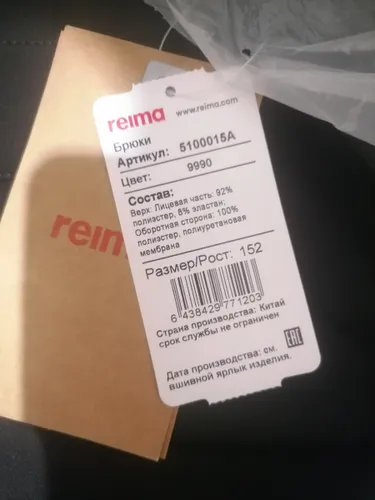 reima www.reima.com
Брюки
Артикул: 5100015A
Цвет: 9990
Состав:
Верх: Лицевая часть: 92%
полиэстер, 8% эластан;
Оборотная сторона: 100%
полиэстер, полиуретановая
мембрана
Размер/Рост: 152
6 438429 771203
Страна производства: Китай
срок службы не ограничен
EAC
Дата производства: см.
вшивной ярлык изделия.
reim